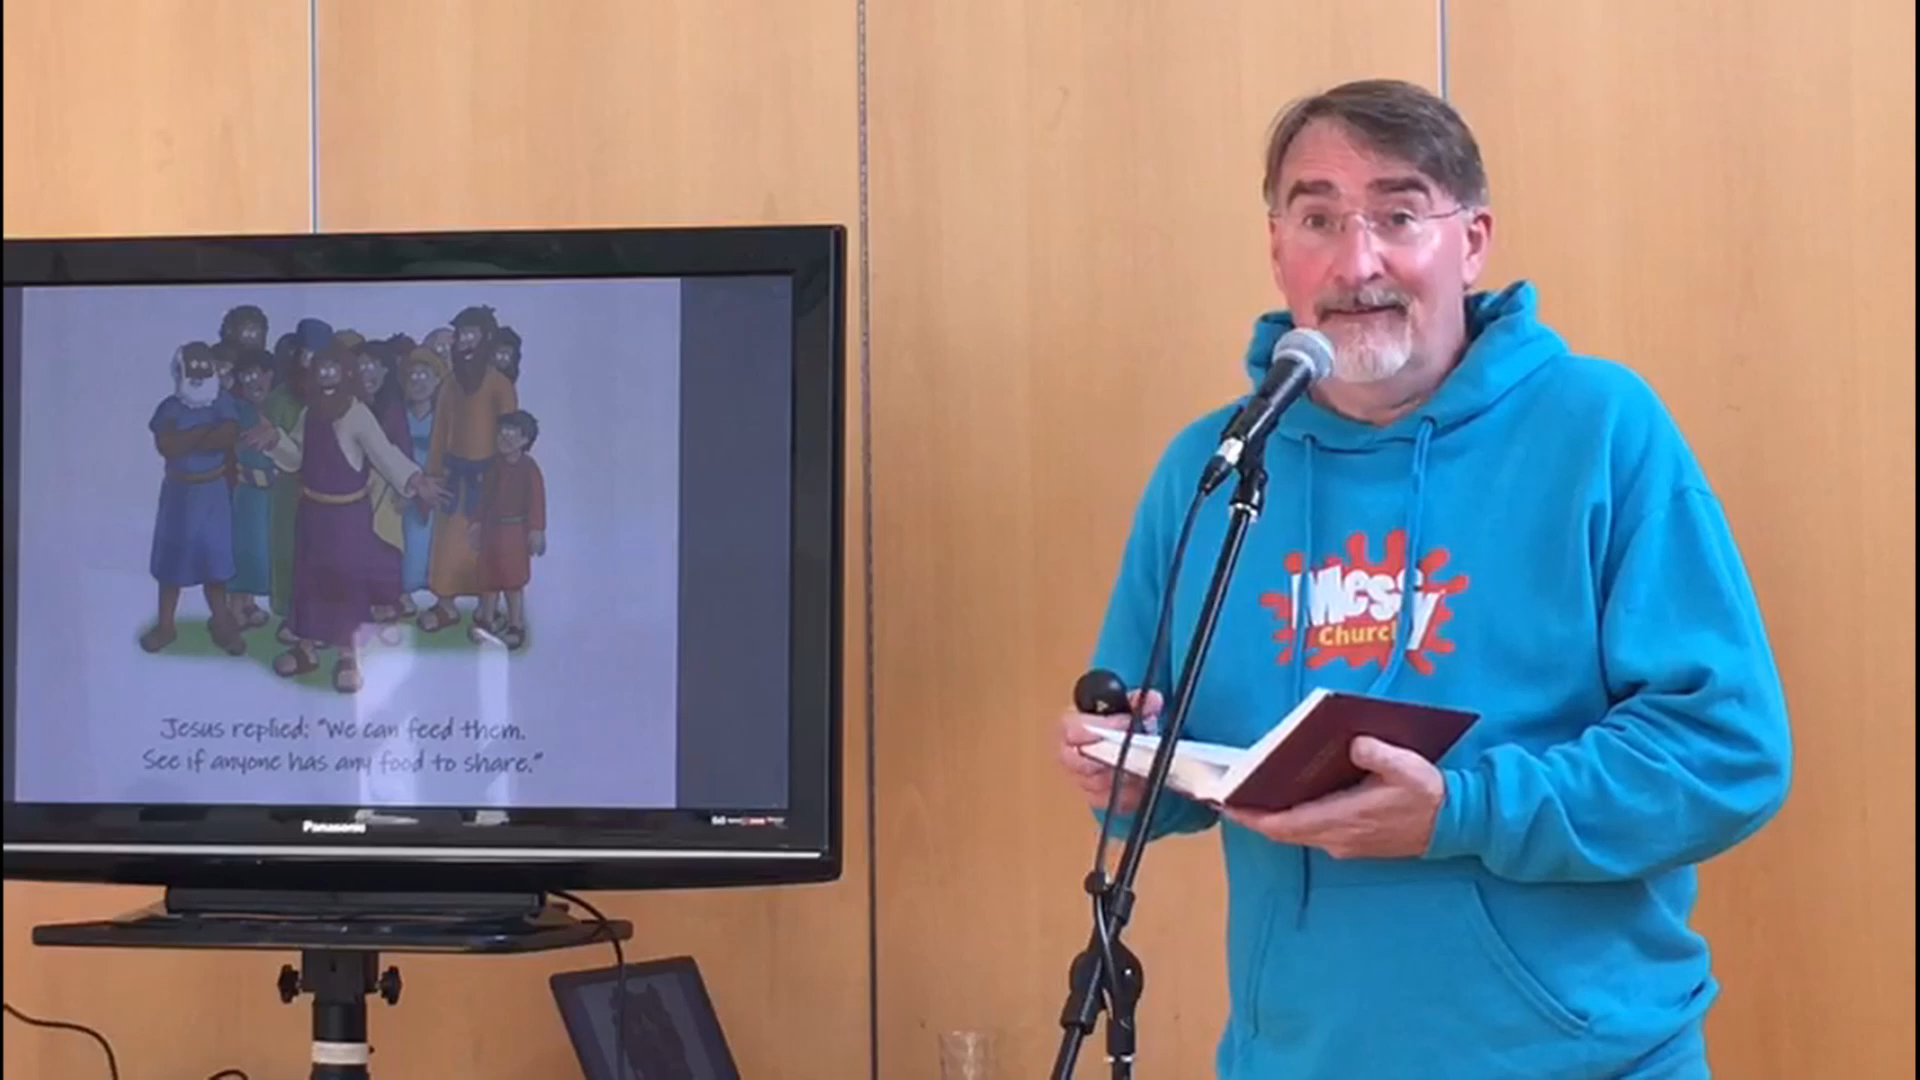 Jesus replied: "We can feed them.
See if anyone has any food to share."
Panasonic
Messy
Church